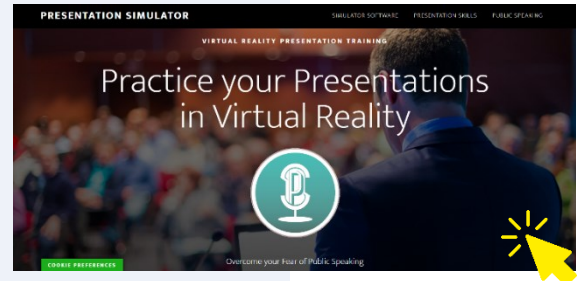 PRESENTATION SIMULATOR
SIMULATOR SOFTWARE PRESENTATION SKILLS PUBLIC SPEAKING
VIRTUAL REALITY PRESENTATION TRAINING
Practice your Presentations
in Virtual Reality
Overcome your Fear of Public Speaking
COOKIE PREFERENCES